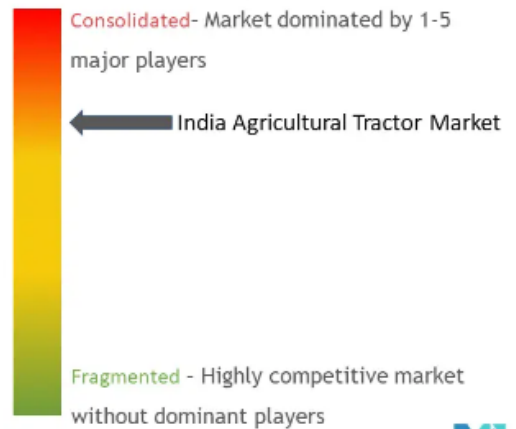 Consolidated- Market dominated by 1-5
major players
India Agricultural Tractor Market
Fragmented - Highly competitive market
without dominant players